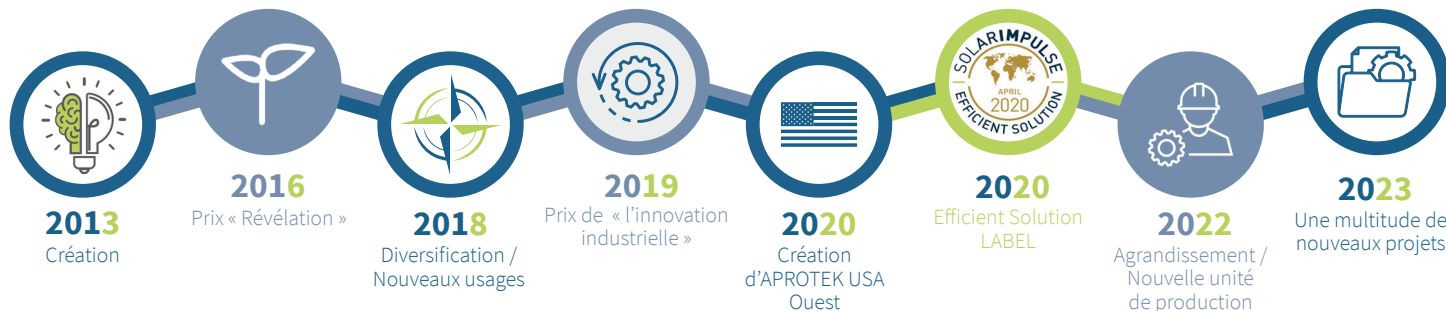 2013
Création
2016
Prix « Révélation »
2018
Diversification /
Nouveaux usages
2019
Prix de « l’innovation
industrielle »
2020
Création
d’APROTEK USA
Ouest
SOLARIMPULSE
APRIL
2020
EFFICIENT SOLUTION
2020
Efficient Solution
LABEL
2022
Agrandissement /
Nouvelle unité
de production
2023
Une multitude de
nouveaux projets